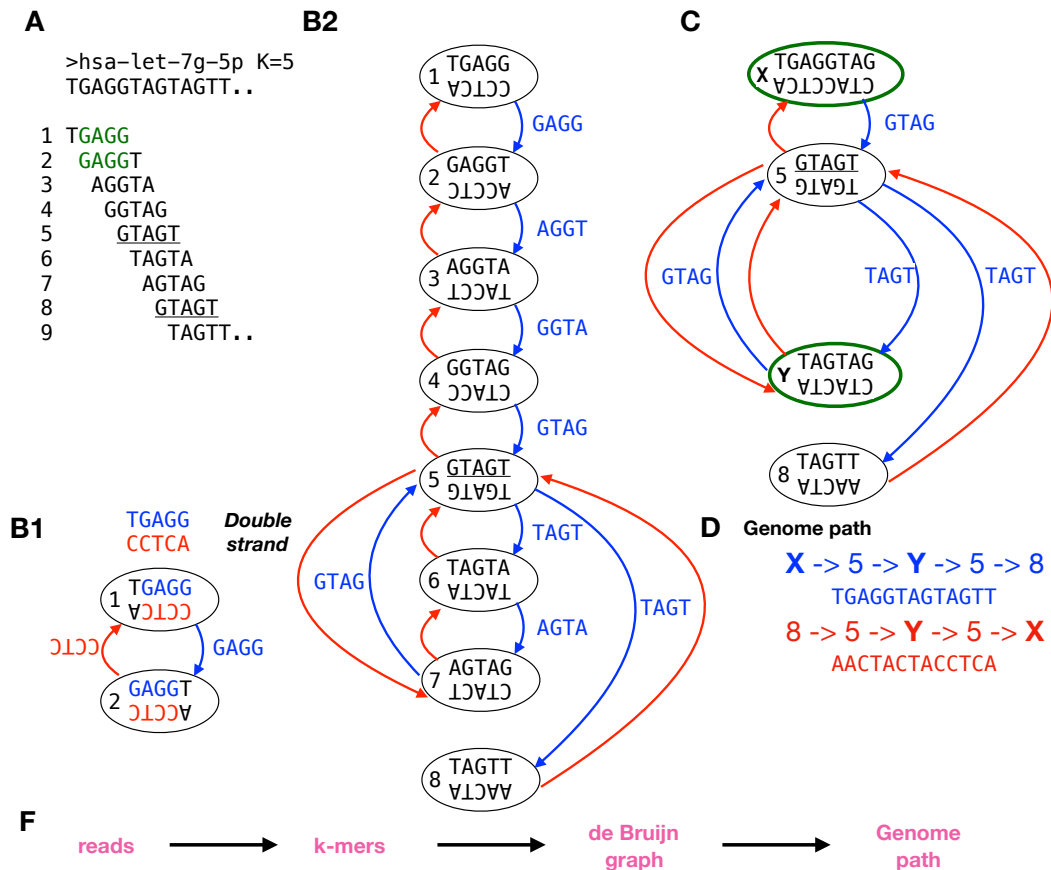 A
>hsa-let-7g-5p K=5
TGAGGTAGTAGTT..
1 TGAGG
2 GAGGT
3 AGGTA
4 GGTAG
5 GTAGT
6 TAGTA
7 AGTAG
8 GTAGT
9 TAGTT..
B1
TGAGG
CCTCA
Double
strand
1 TGAGG
CCTCA
CCTC
GAGG
2 GAGGT
ACCTC
B2
1 TGAGG
CCTCA
GAGG
2 GAGGT
ACCTC
AGGT
3 AGGTA
TACCT
GGTA
4 GGTAG
CTACC
GTAG
5 GTAGT
GTAGT
TAGT
GTAG
6 TAGTA
TACTA
TAGT
AGTA
7 AGTAG
CTACT
8 TAGTT
AACTA
C
X TGAGGTAG
CTACCTCA
GTAG
5 GTAGT
GTAGT
GTAG
TAGT
TAGT
Y TAGTAG
CTACTA
8 TAGTT
AACTA
D Genome path
X -> 5 -> Y -> 5 -> 8
TGAGGTAGTAGTT
8 -> 5 -> Y -> 5 -> X
AACTACTACCTCA
F
reads
k-mers
de Bruijn
graph
Genome
path